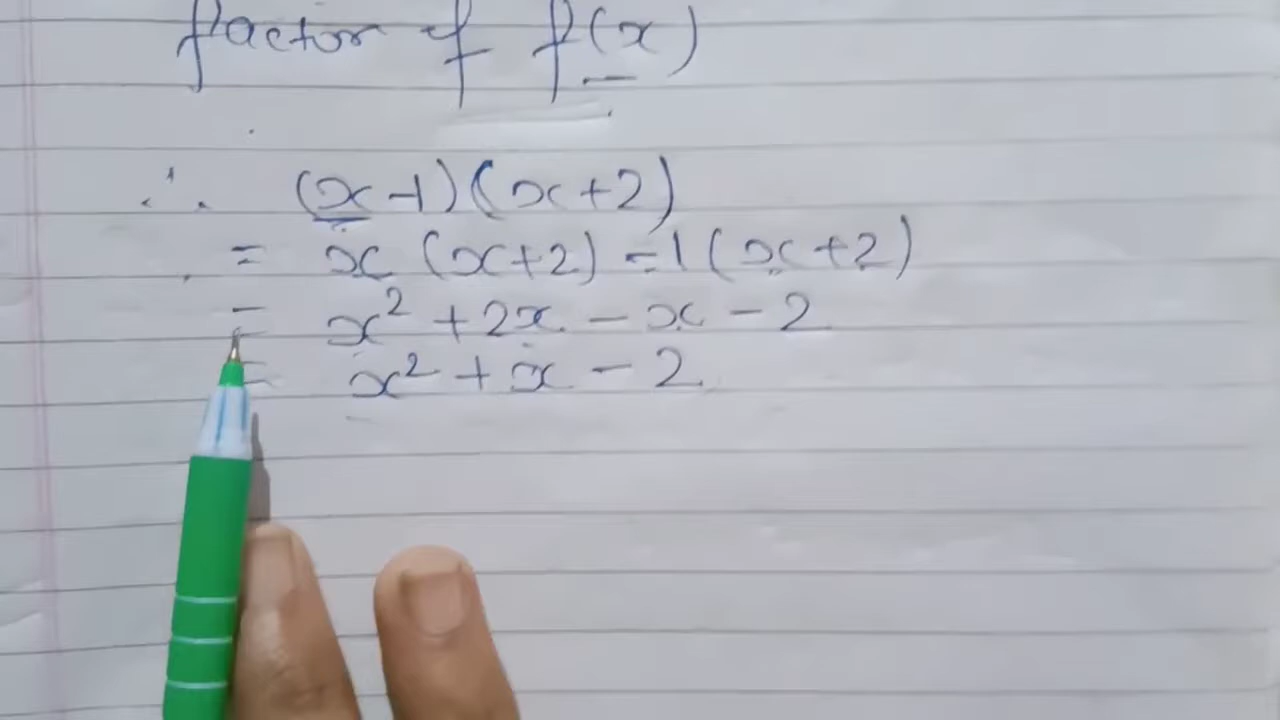 factor of f(x)
∴ (x-1)(x+2)
= x(x+2) -1(x+2)
= x² + 2x - x - 2
= x² + x - 2